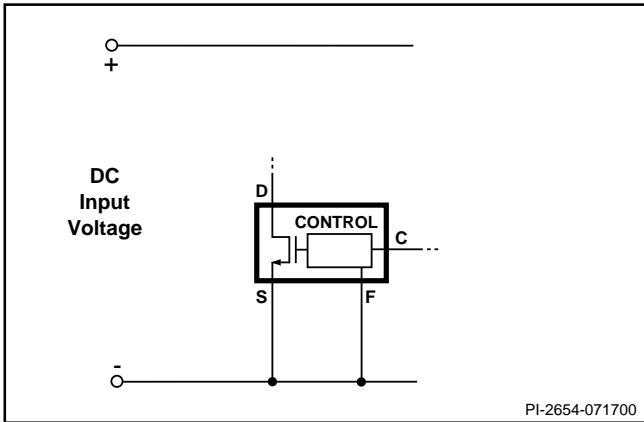 +
DC
Input
Voltage
D
CONTROL
C
S
F
-
PI-2654-071700